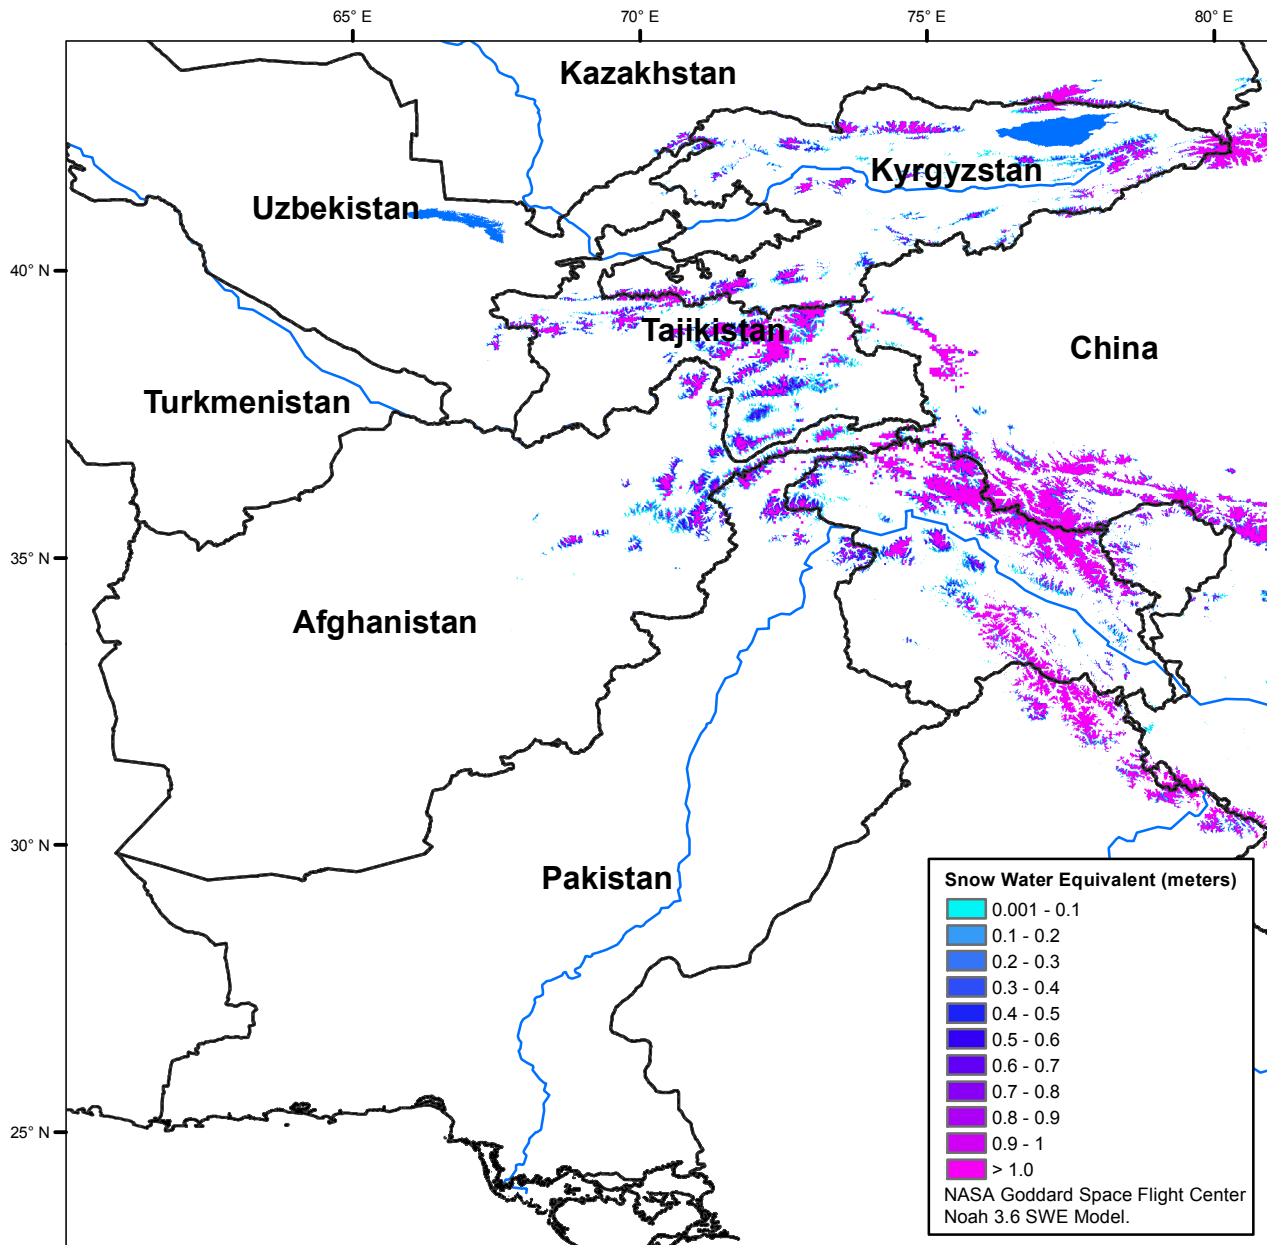 65° E
70° E
75° E
80° E
Kazakhstan
Kyrgyzstan
Uzbekistan
40° N
Tajikistan
China
Turkmenistan
35° N
Afghanistan
30° N
Pakistan
25° N
Snow Water Equivalent (meters)
0.001 - 0.1
0.1 - 0.2
0.2 - 0.3
0.3 - 0.4
0.4 - 0.5
0.5 - 0.6
0.6 - 0.7
0.7 - 0.8
0.8 - 0.9
0.9 - 1
> 1.0
NASA Goddard Space Flight Center
Noah 3.6 SWE Model.